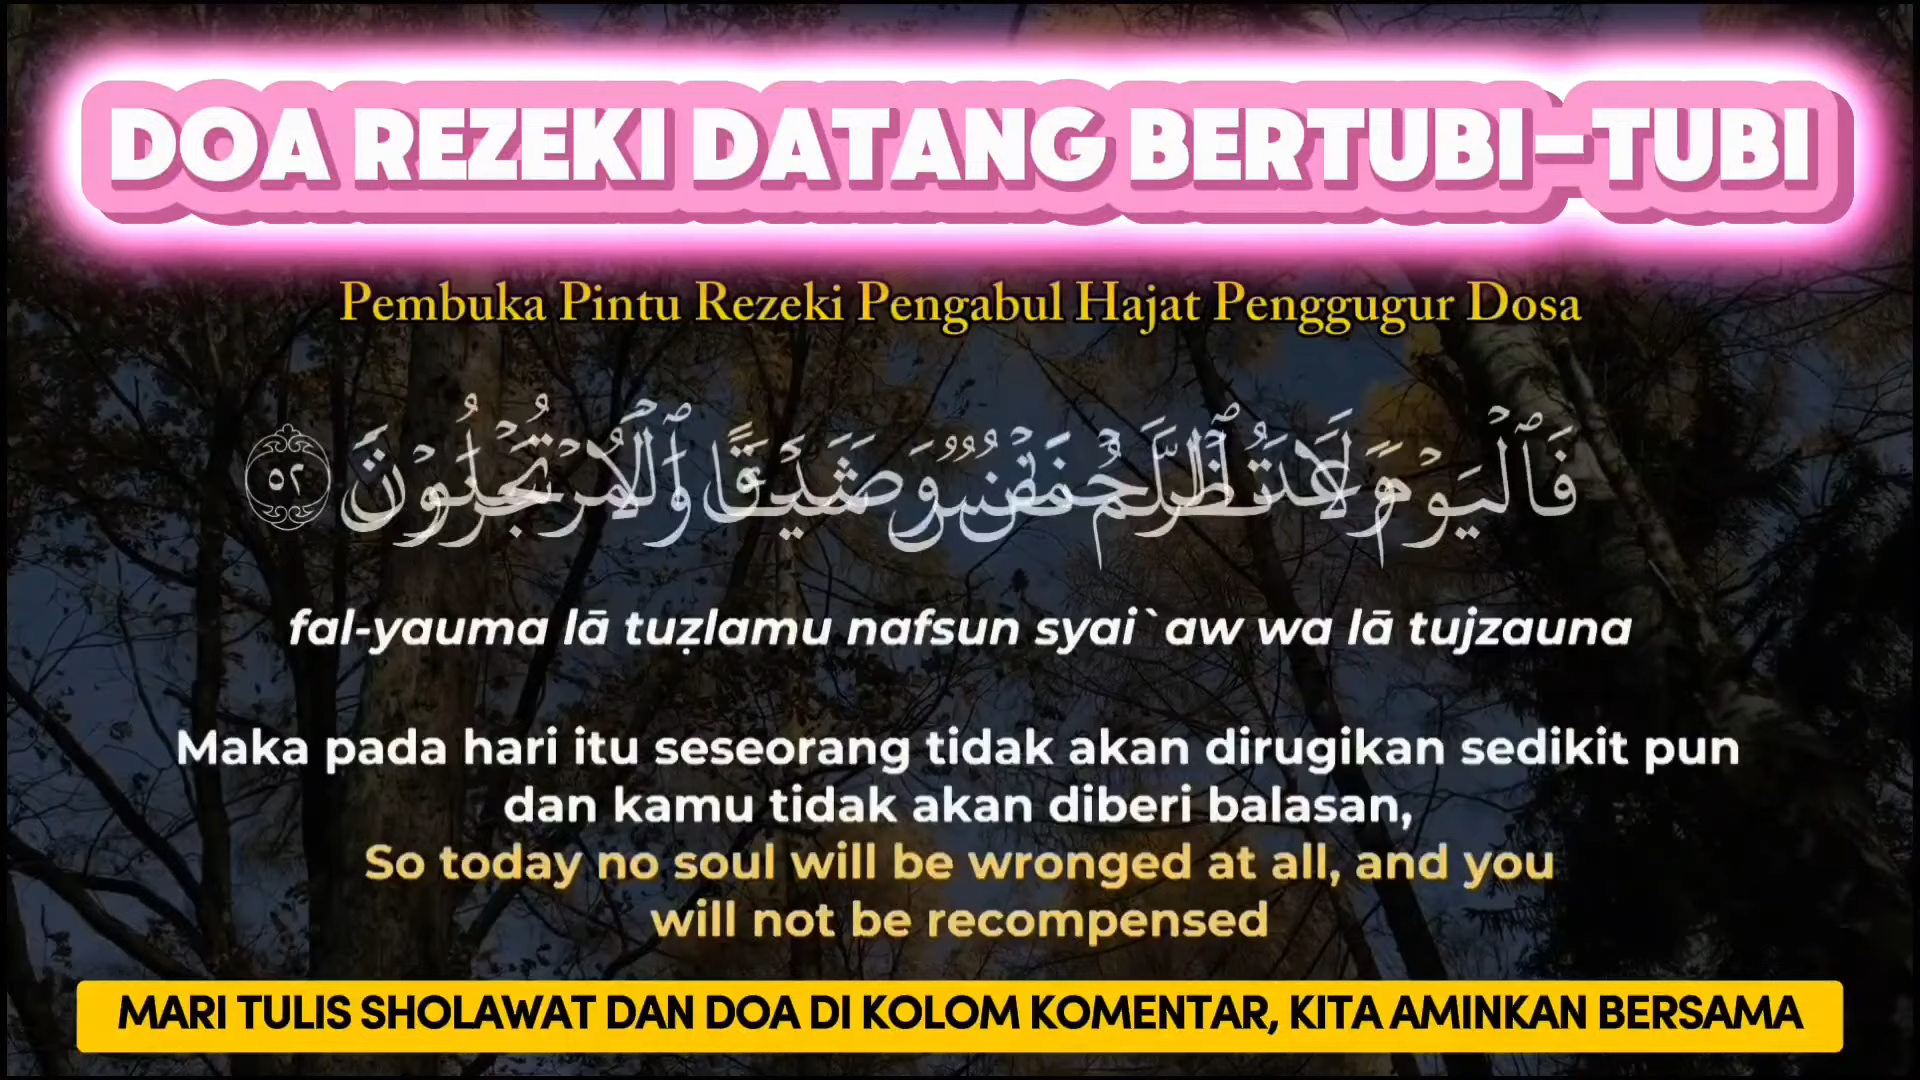 DOA REZEKI DATANG BERTUBI-TUBI
Pembuka Pintu Rezeki Pengabul Hajat Penggugur Dosa
فَالْيَوْمَ ٥٢
fal-yauma lā tuẓlamu nafsun syai`aw wa lā tujzauna
Maka pada hari itu seseorang tidak akan dirugikan sedikit pun
dan kamu tidak akan diberi balasan,
So today no soul will be wronged at all, and you
will not be recompensed
MARI TULIS SHOLAWAT DAN DOA DI KOLOM KOMENTAR, KITA AMINKAN BERSAMA